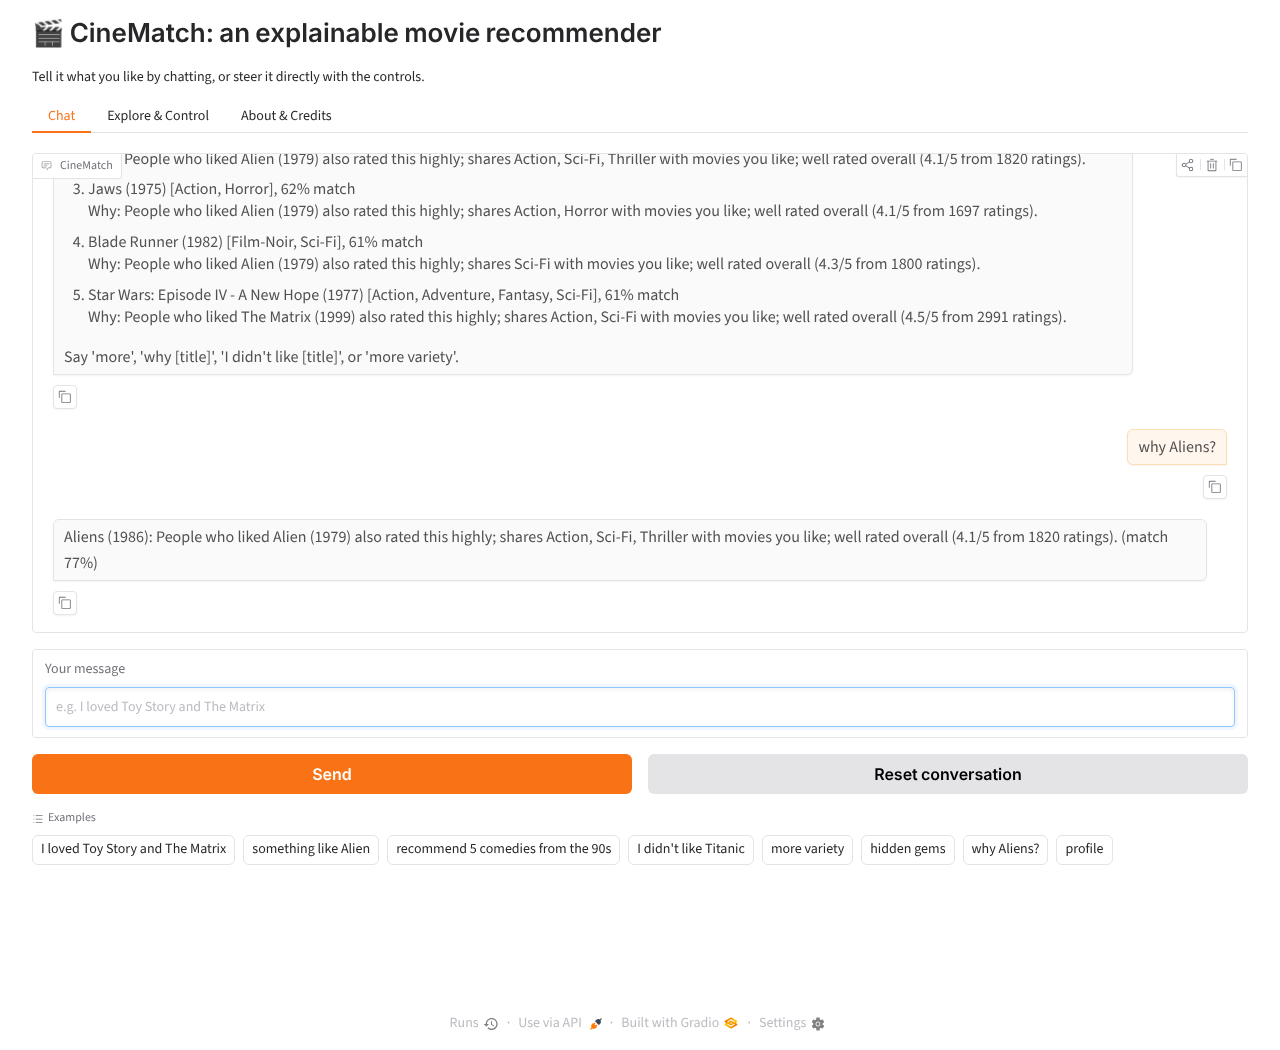 🎬 CineMatch: an explainable movie recommender
Tell it what you like by chatting, or steer it directly with the controls.
Chat
Explore & Control
About & Credits
CineMatch
People who liked Alien (1979) also rated this highly; shares Action, Sci-Fi, Thriller with movies you like; well rated overall (4.1/5 from 1820 ratings).
3. Jaws (1975) [Action, Horror], 62% match
Why: People who liked Alien (1979) also rated this highly; shares Action, Horror with movies you like; well rated overall (4.1/5 from 1697 ratings).
4. Blade Runner (1982) [Film-Noir, Sci-Fi], 61% match
Why: People who liked Alien (1979) also rated this highly; shares Sci-Fi with movies you like; well rated overall (4.3/5 from 1800 ratings).
5. Star Wars: Episode IV - A New Hope (1977) [Action, Adventure, Fantasy, Sci-Fi], 61% match
Why: People who liked The Matrix (1999) also rated this highly; shares Action, Sci-Fi with movies you like; well rated overall (4.5/5 from 2991 ratings).
Say 'more', 'why [title]', 'I didn't like [title]', or 'more variety'.
why Aliens?
Aliens (1986): People who liked Alien (1979) also rated this highly; shares Action, Sci-Fi, Thriller with movies you like; well rated overall (4.1/5 from 1820 ratings). (match
77%)
Your message
e.g. I loved Toy Story and The Matrix
Send
Reset conversation
Examples
I loved Toy Story and The Matrix
something like Alien
recommend 5 comedies from the 90s
I didn't like Titanic
more variety
hidden gems
why Aliens?
profile
Runs · Use via API · Built with Gradio · Settings